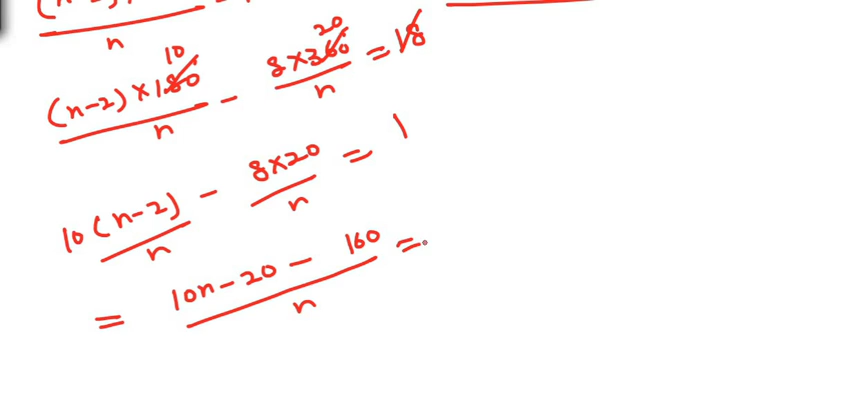 n
(n-2)×180/n - 8×360/n = 18
10 20
10(n-2)/n - 8×20/n = 1
= 10n-20 - 160/n =